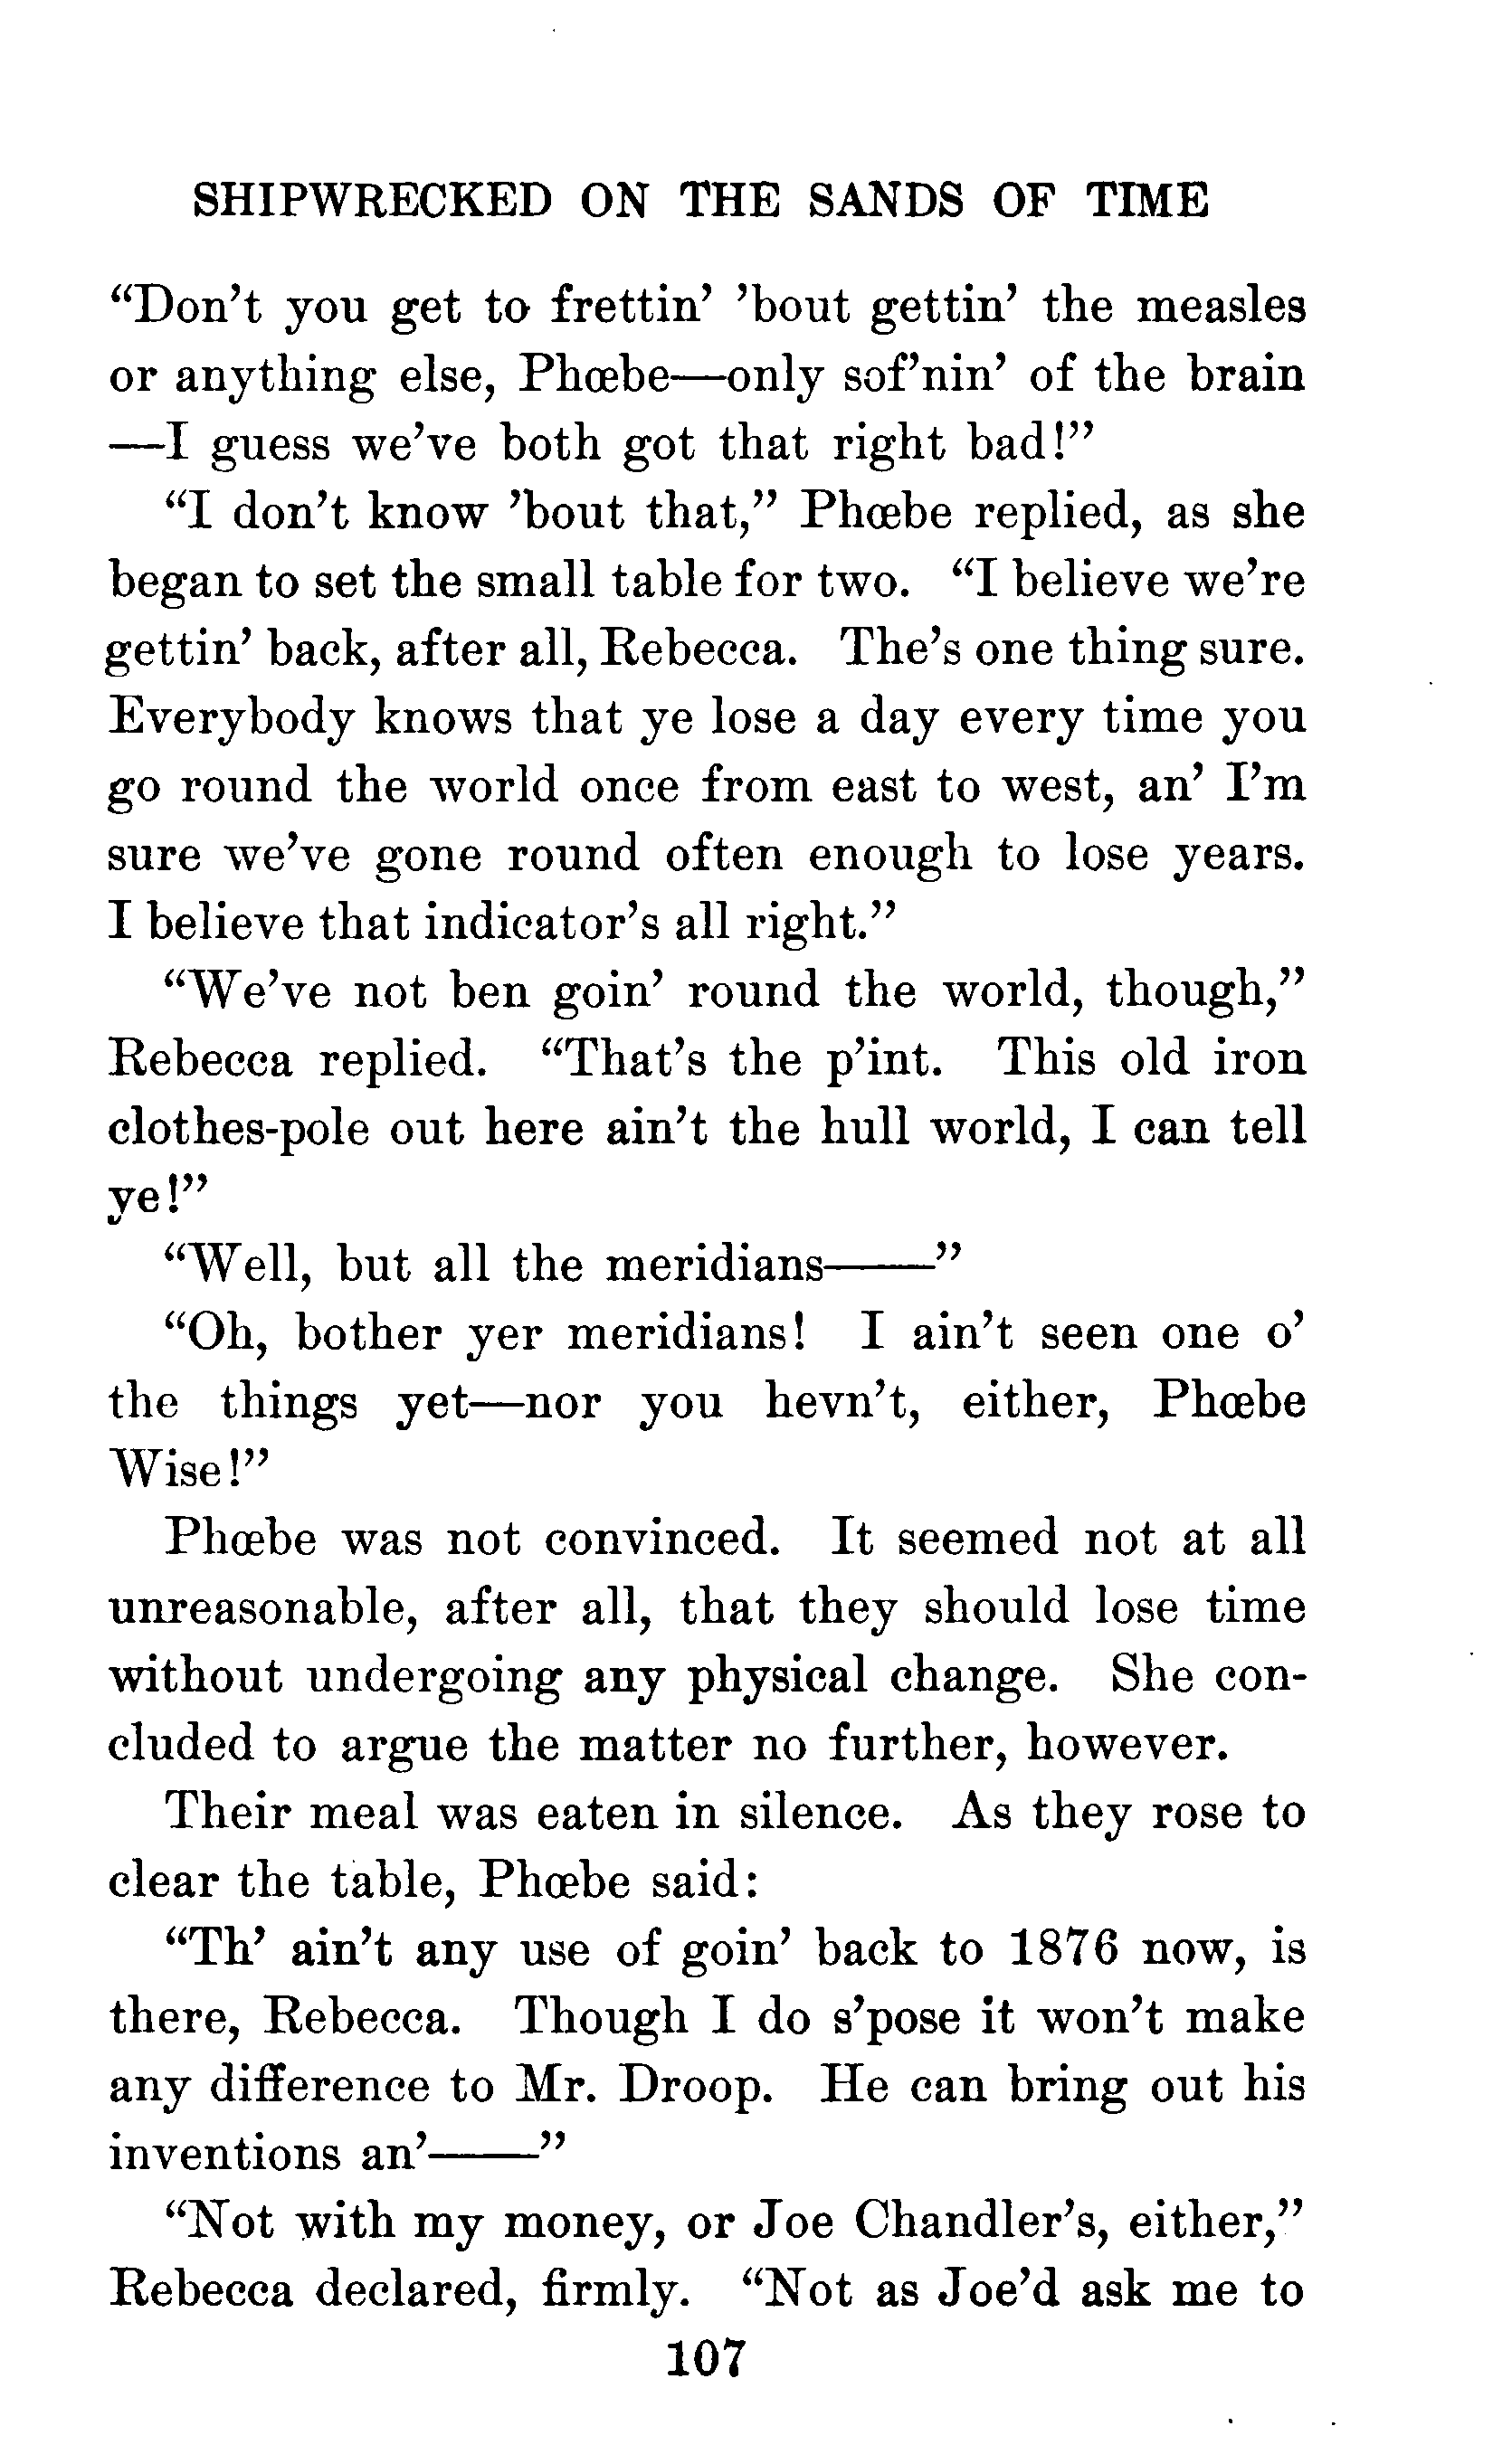 SHIPWRECKED ON THE SANDS OF TIME
“Don’t you get to frettin’ ’bout gettin’ the measles
or anything else, Phœbe—only sof’nin’ of the brain
—I guess we’ve both got that right bad!”
“I don’t know ’bout that,” Phœbe replied, as she
began to set the small table for two. “I believe we’re
gettin’ back, after all, Rebecca. The’s one thing sure.
Everybody knows that ye lose a day every time you
go round the world once from east to west, an’ I’m
sure we’ve gone round often enough to lose years.
I believe that indicator’s all right.”
“We’ve not ben goin’ round the world, though,”
Rebecca replied. “That’s the p’int. This old iron
clothes-pole out here ain’t the hull world, I can tell
ye!”
“Well, but all the meridians——”
“Oh, bother yer meridians! I ain’t seen one o’
the things yet—nor you hevn’t, either, Phœbe
Wise!”
Phœbe was not convinced. It seemed not at all
unreasonable, after all, that they should lose time
without undergoing any physical change. She con-
cluded to argue the matter no further, however.
Their meal was eaten in silence. As they rose to
clear the table, Phœbe said:
“Th’ ain’t any use of goin’ back to 1876 now, is
there, Rebecca. Though I do s’pose it won’t make
any difference to Mr. Droop. He can bring out his
inventions an’——”
“Not with my money, or Joe Chandler’s, either,”
Rebecca declared, firmly. “Not as Joe’d ask me to
107